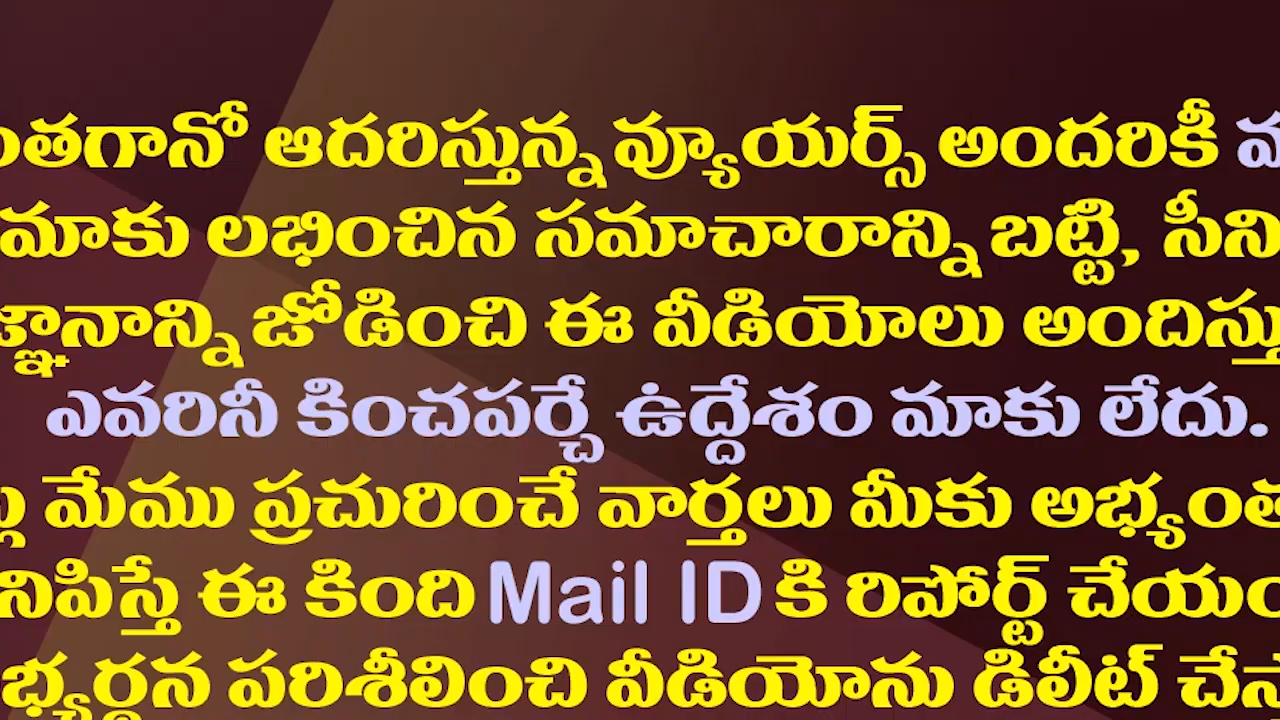 ఆదరిస్తున్న వ్యూయర్స్ అందరికీ
మాకు లభించిన సమాచారాన్ని బట్టి,
జోడించి ఈ వీడియోలు
ఎవరినీ కించపర్చే ఉద్దేశం మాకు లేదు.
మేము ప్రచురించే వార్తలు మీకు
ఈ కింది Mail ID కి రిపోర్ట్
పరిశీలించి వీడియోను డిలీట్